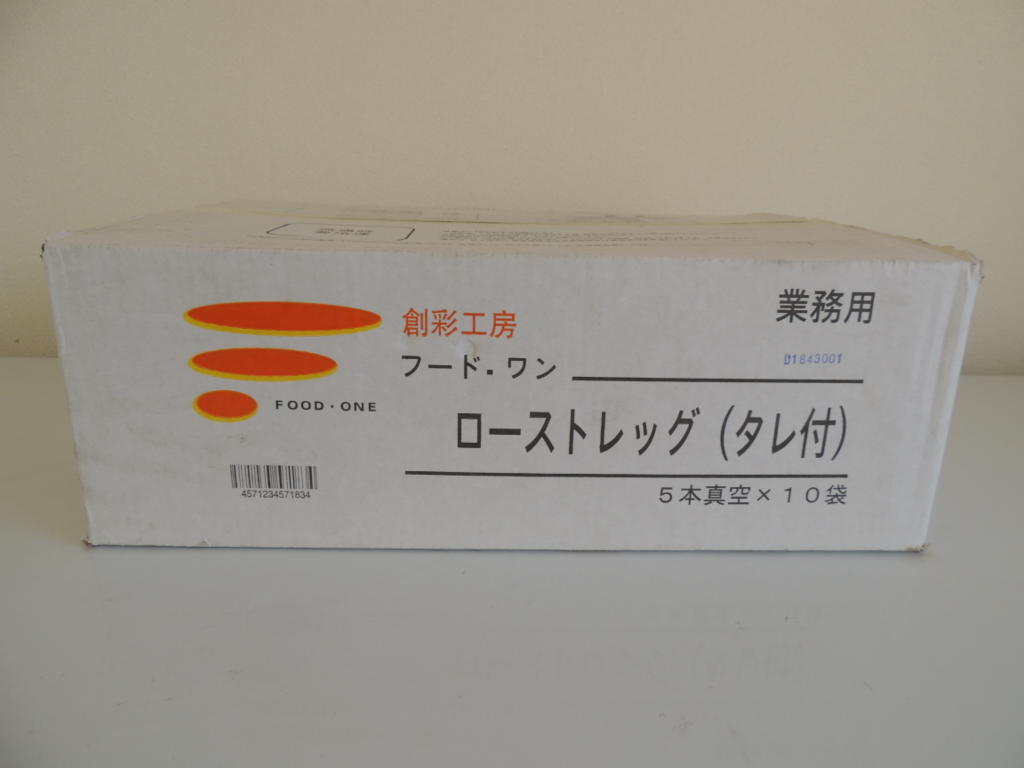 創彩工房
業務用
フード・ワン
D1843001
FOOD・ONE
ローストレッグ(タレ付)
4571234571834
5本真空×10袋